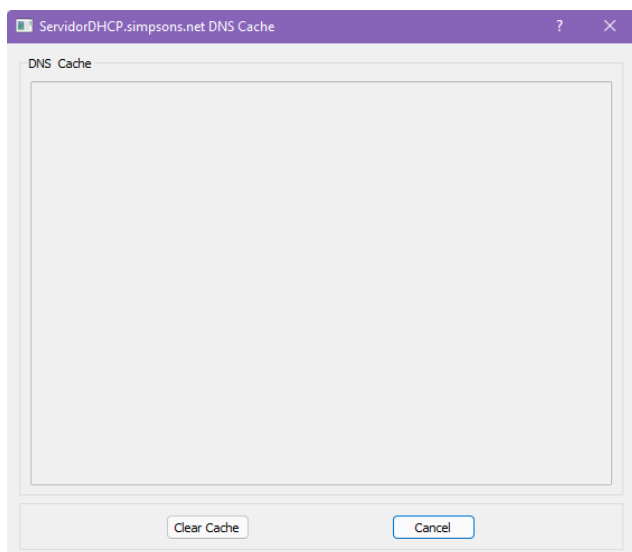 ServidorDHCP.simpsons.net DNS Cache ?
DNS Cache
Clear Cache Cancel